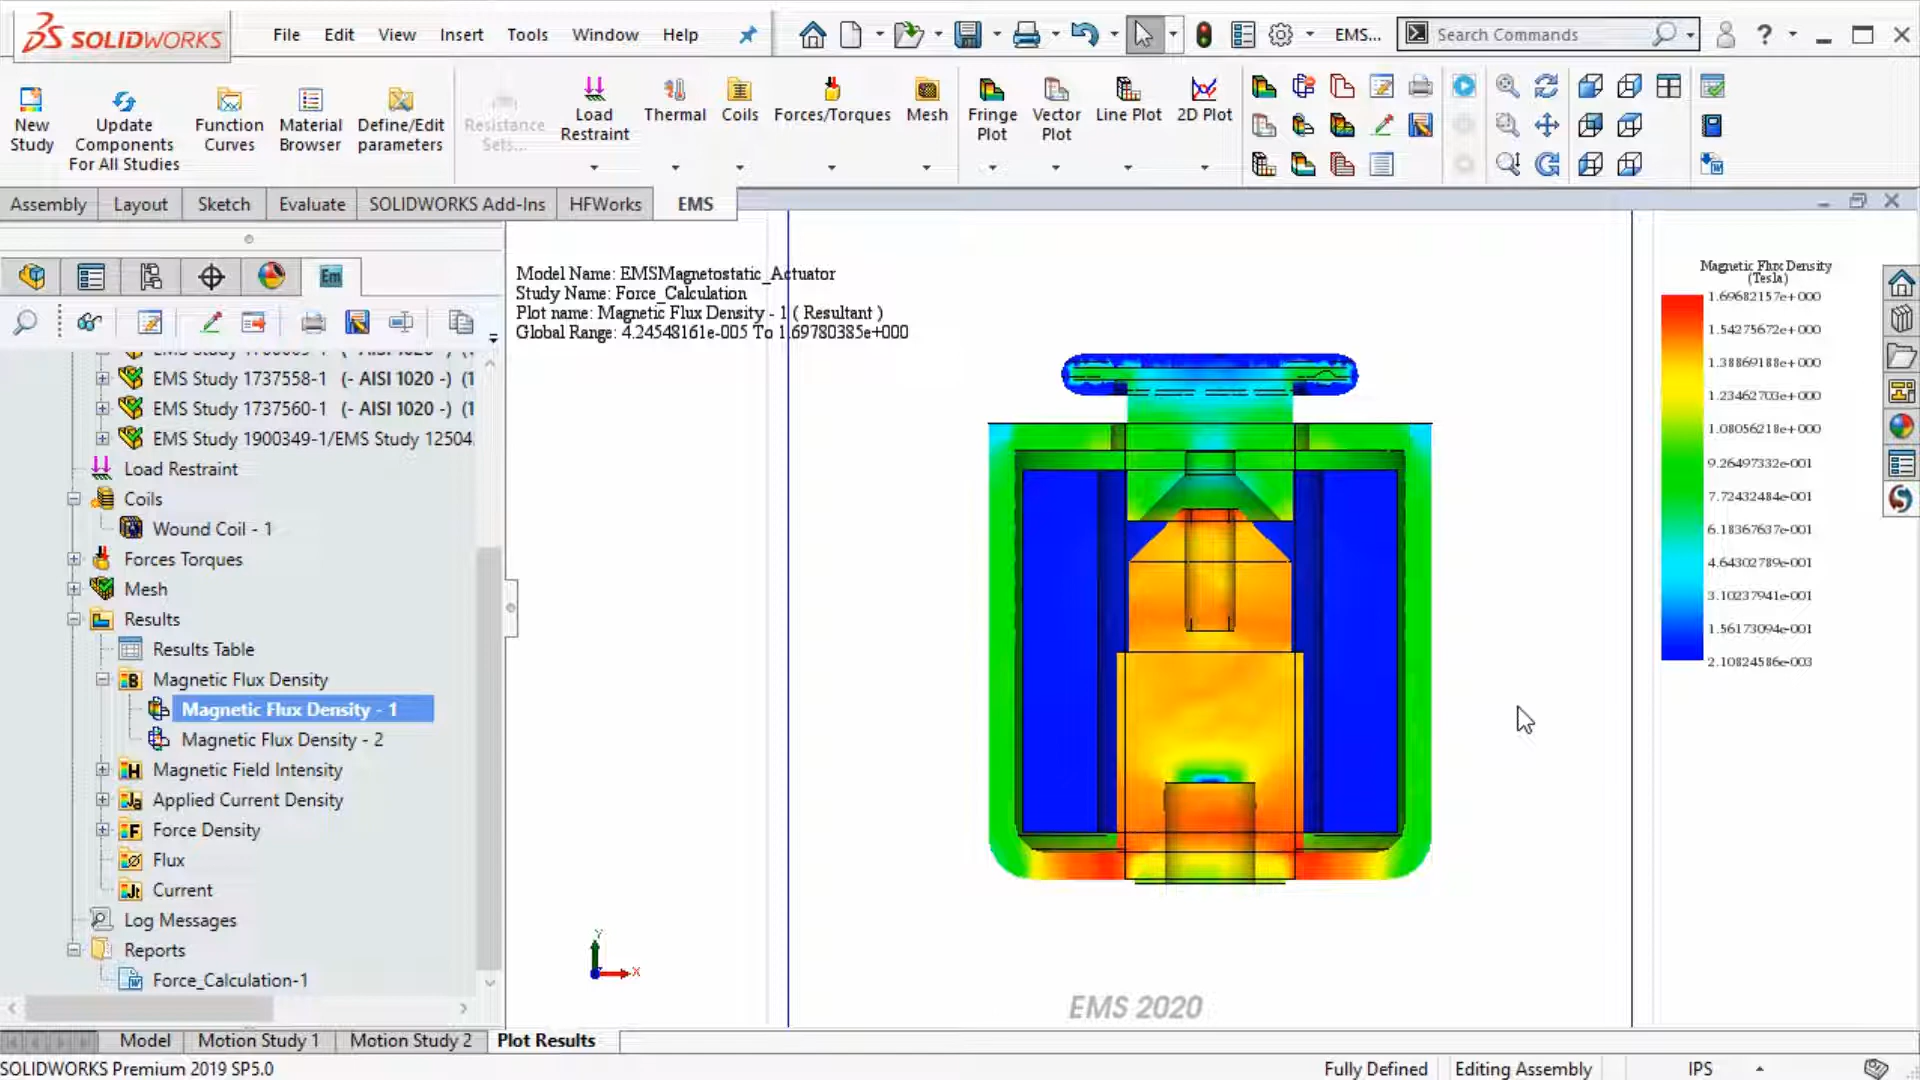 SOLIDWORKS
File Edit View Insert Tools Window Help
EMS...
Search Commands
New Study
Update Components For All Studies
Function Curves
Material Browser
Define/Edit parameters
Resistance Sets...
Load Restraint
Thermal
Coils
Forces/Torques
Mesh
Fringe Plot
Vector Plot
Line Plot
2D Plot
Assembly Layout Sketch Evaluate SOLIDWORKS Add-Ins HFWorks EMS
EMS Study 1737558-1 (- AISI 1020 -) (1
EMS Study 1737560-1 (- AISI 1020 -) (1
EMS Study 1900349-1/EMS Study 12504
Load Restraint
Coils
Wound Coil - 1
Forces Torques
Mesh
Results
Results Table
Magnetic Flux Density
Magnetic Flux Density - 1
Magnetic Flux Density - 2
Magnetic Field Intensity
Applied Current Density
Force Density
Flux
Current
Log Messages
Reports
Force_Calculation-1
Model Name: EMSMagnetostatic_Actuator
Study Name: Force_Calculation
Plot name: Magnetic Flux Density - 1 ( Resultant )
Global Range: 4.24548161e-005 To 1.69780385e+000
Magnetic Flux Density
(Tesla)
1.69682157e+000
1.54275672e+000
1.38869188e+000
1.23462703e+000
1.08056218e+000
9.26497332e-001
7.72432484e-001
6.18367637e-001
4.64302789e-001
3.10237941e-001
1.56173094e-001
2.10824586e-003
Y
X
EMS 2020
Model Motion Study 1 Motion Study 2 Plot Results
SOLIDWORKS Premium 2019 SP5.0
Fully Defined Editing Assembly IPS